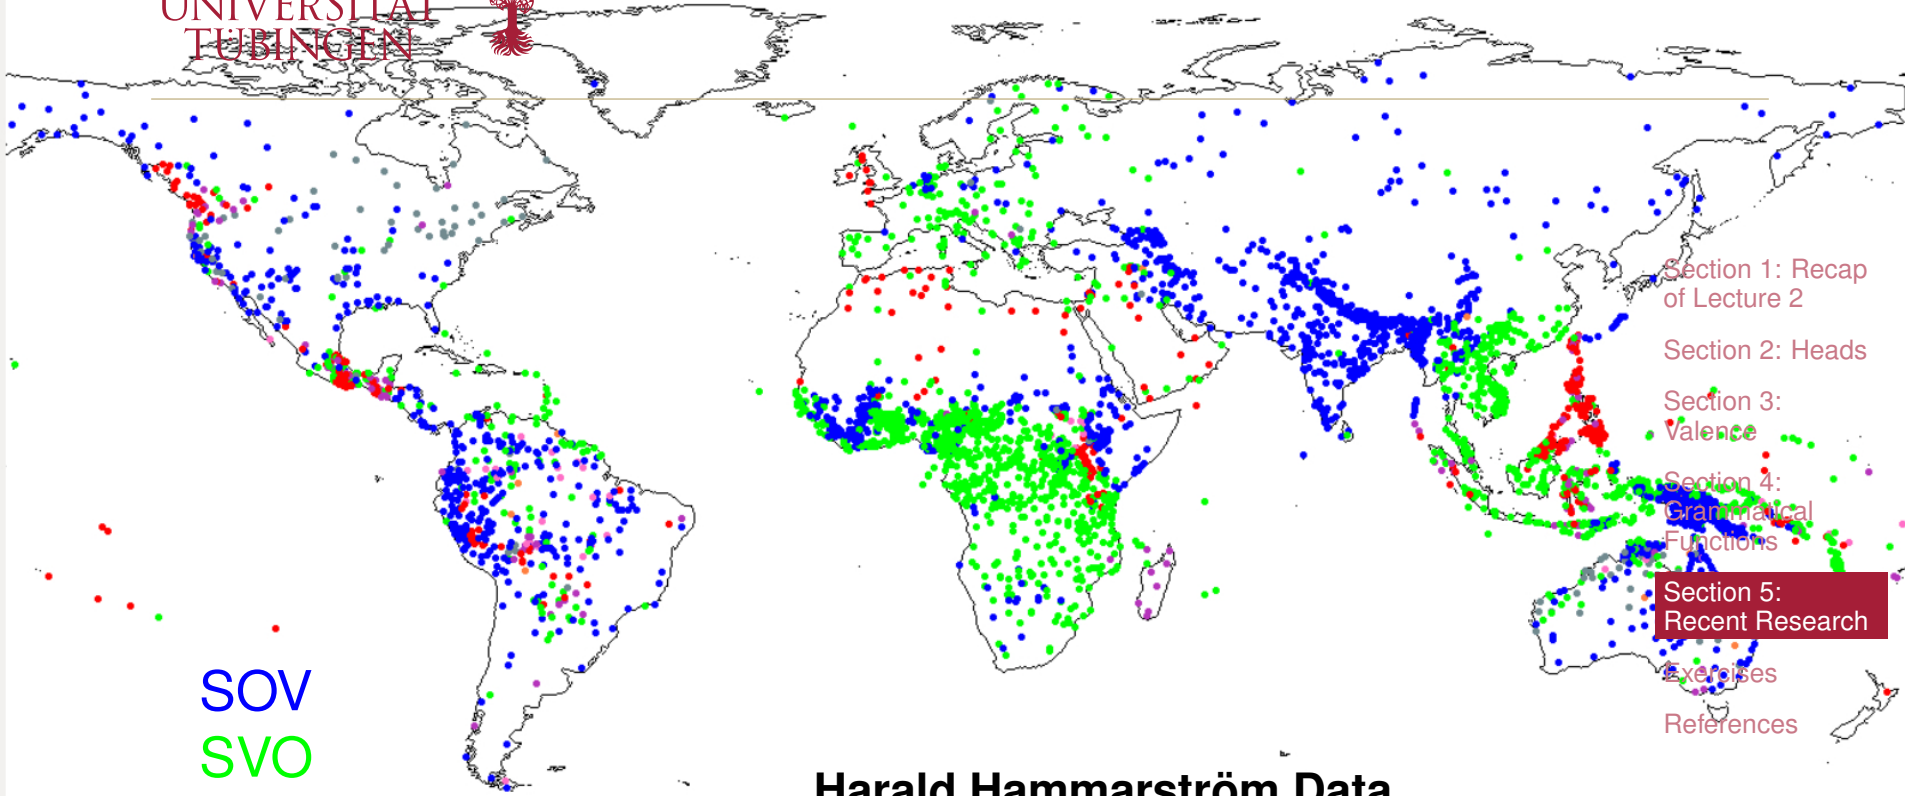 UNIVERSITÄT
TÜBINGEN
Section 1: Recap
of Lecture 2
Section 2: Heads
Section 3:
Valence
Section 4:
Grammatical
Functions
Section 5:
Recent Research
Exercises
References
SOV
SVO
Harald Hammarström Data